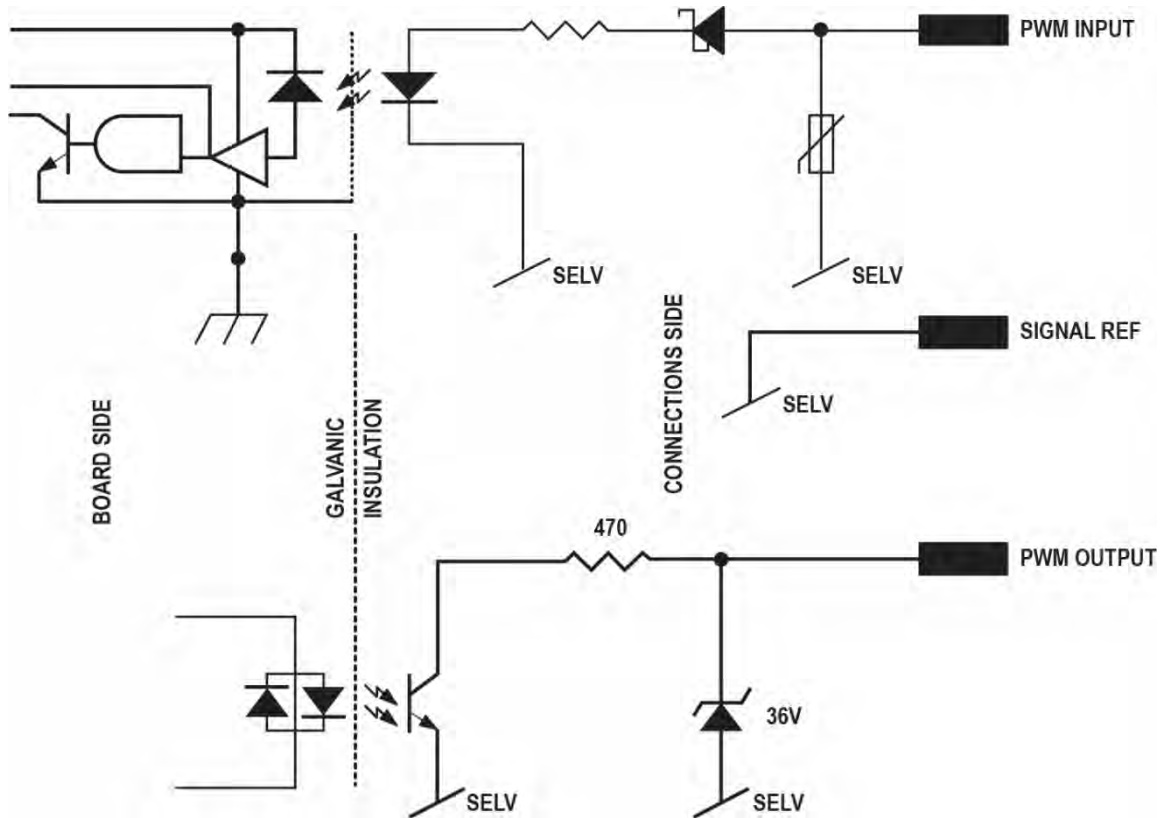 PWM INPUT
SELV
SELV
SIGNAL REF
SELV
BOARD SIDE
GALVANIC
INSULATION
CONNECTIONS SIDE
470
PWM OUTPUT
36V
SELV
SELV